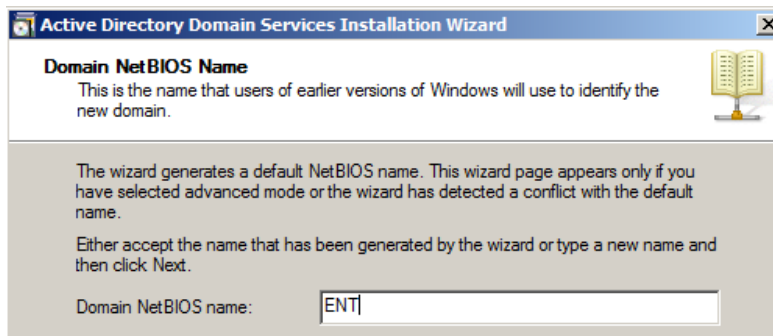 Active Directory Domain Services Installation Wizard
Domain NetBIOS Name
This is the name that users of earlier versions of Windows will use to identify the
new domain.
The wizard generates a default NetBIOS name. This wizard page appears only if you
have selected advanced mode or the wizard has detected a conflict with the default
name.
Either accept the name that has been generated by the wizard or type a new name and
then click Next.
Domain NetBIOS name: ENT